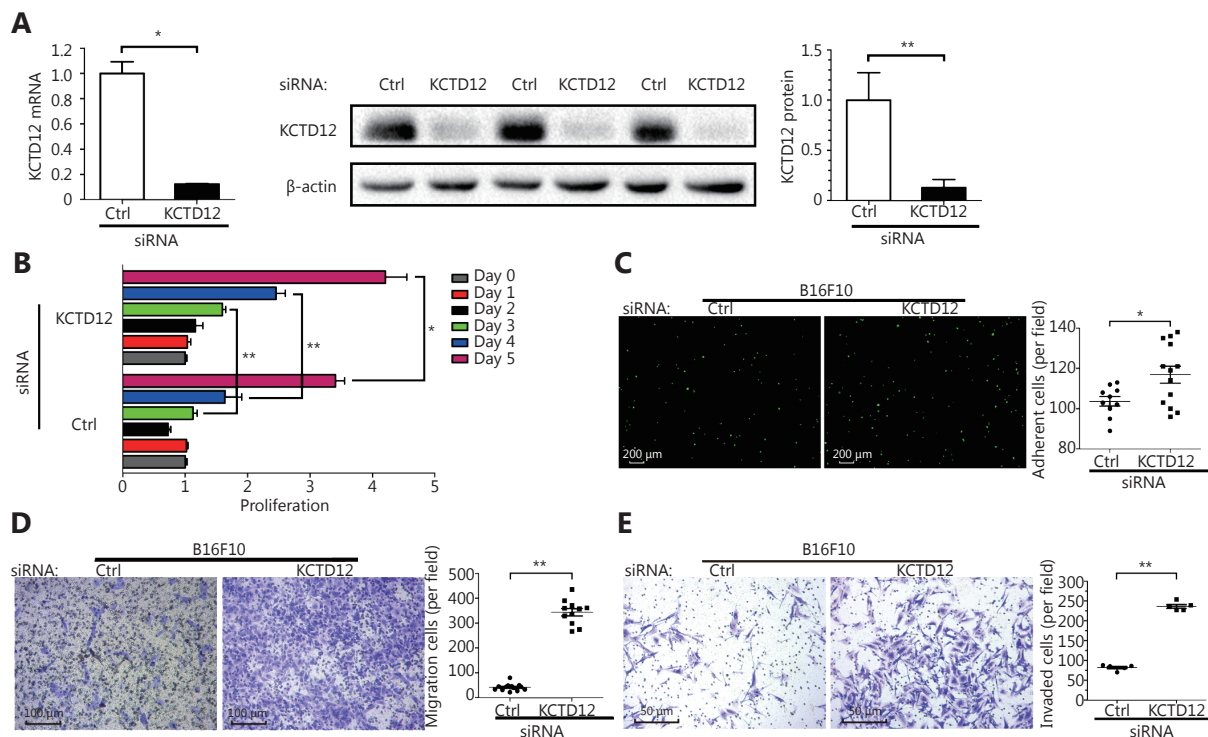 A
KCTD12 mRNA
1.2
1.0
0.8
0.6
0.4
0.2
0
*
Ctrl KCTD12
siRNA
siRNA: Ctrl KCTD12 Ctrl KCTD12 Ctrl KCTD12
KCTD12
β-actin
KCTD12 protein
1.5
1.0
0.5
0
**
Ctrl KCTD12
siRNA
B
siRNA
KCTD12
Ctrl
** ** *
Day 0
Day 1
Day 2
Day 3
Day 4
Day 5
0 1 2 3 4 5
Proliferation
C
B16F10
siRNA: Ctrl KCTD12
200 μm 200 μm
Adherent cells (per field)
140
120
100
80
*
Ctrl KCTD12
siRNA
D
B16F10
siRNA: Ctrl KCTD12
100 μm 100 μm
Migration cells (per field)
500
400
300
200
100
0
**
Ctrl KCTD12
siRNA
E
B16F10
siRNA: Ctrl KCTD12
50 μm 50 μm
Invaded cells (per field)
300
250
200
150
100
50
0
**
Ctrl KCTD12
siRNA